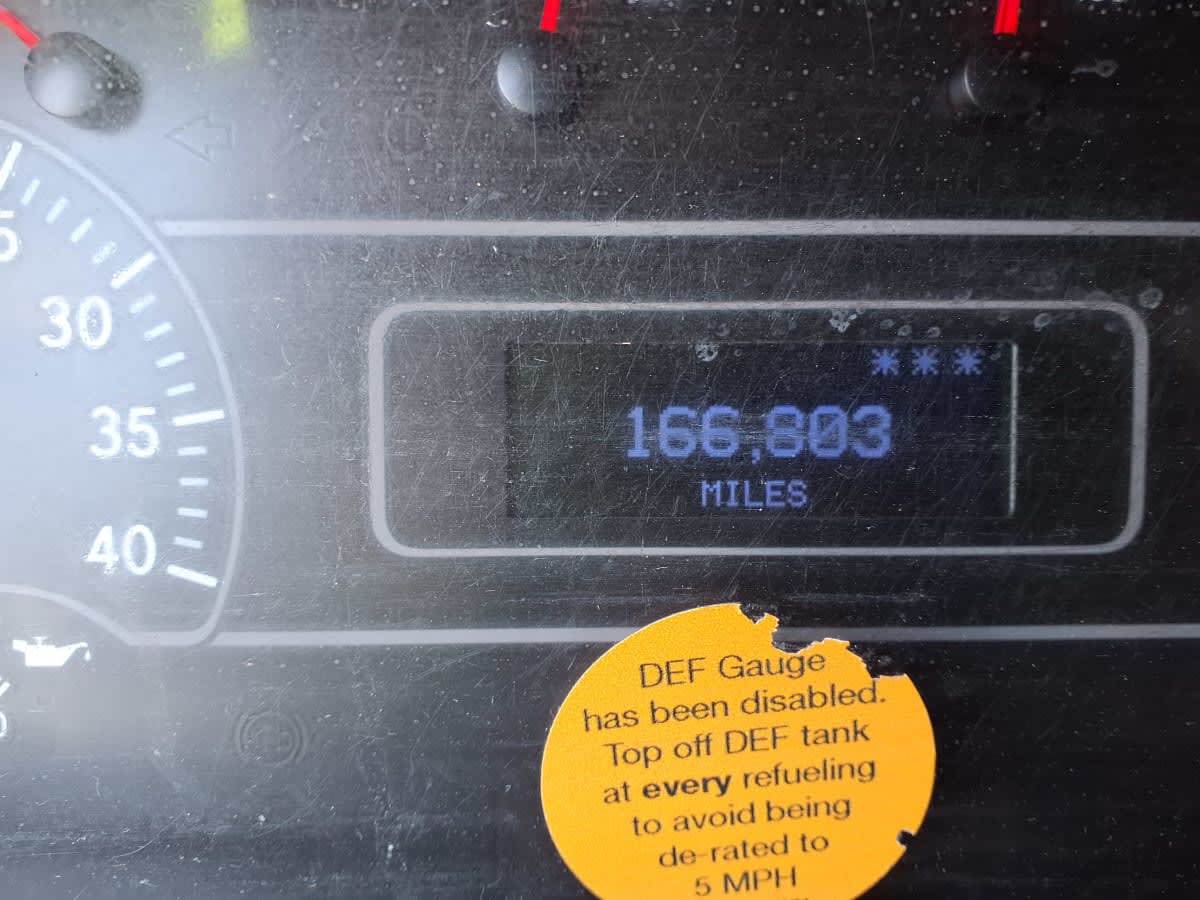 30
35
40
***
166,803
MILES
DEF Gauge
has been disabled.
Top off DEF tank
at every refueling
to avoid being
de-rated to
5 MPH